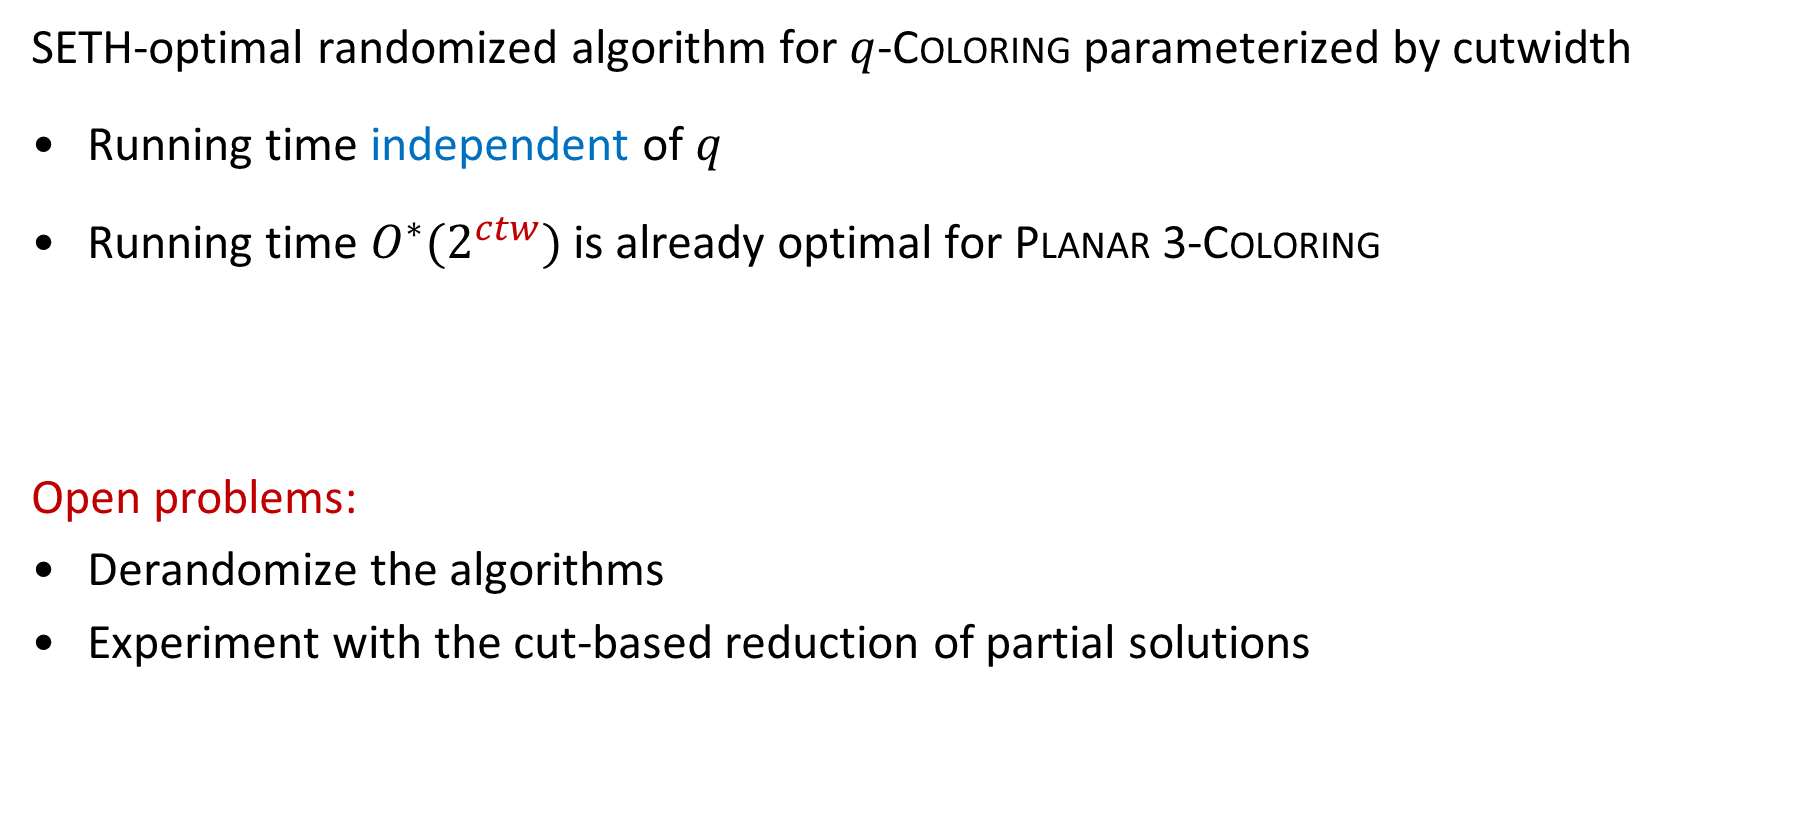 SETH-optimal randomized algorithm for q-COLORING parameterized by cutwidth
• Running time independent of q
• Running time O*(2^ctw) is already optimal for PLANAR 3-COLORING
Open problems:
• Derandomize the algorithms
• Experiment with the cut-based reduction of partial solutions